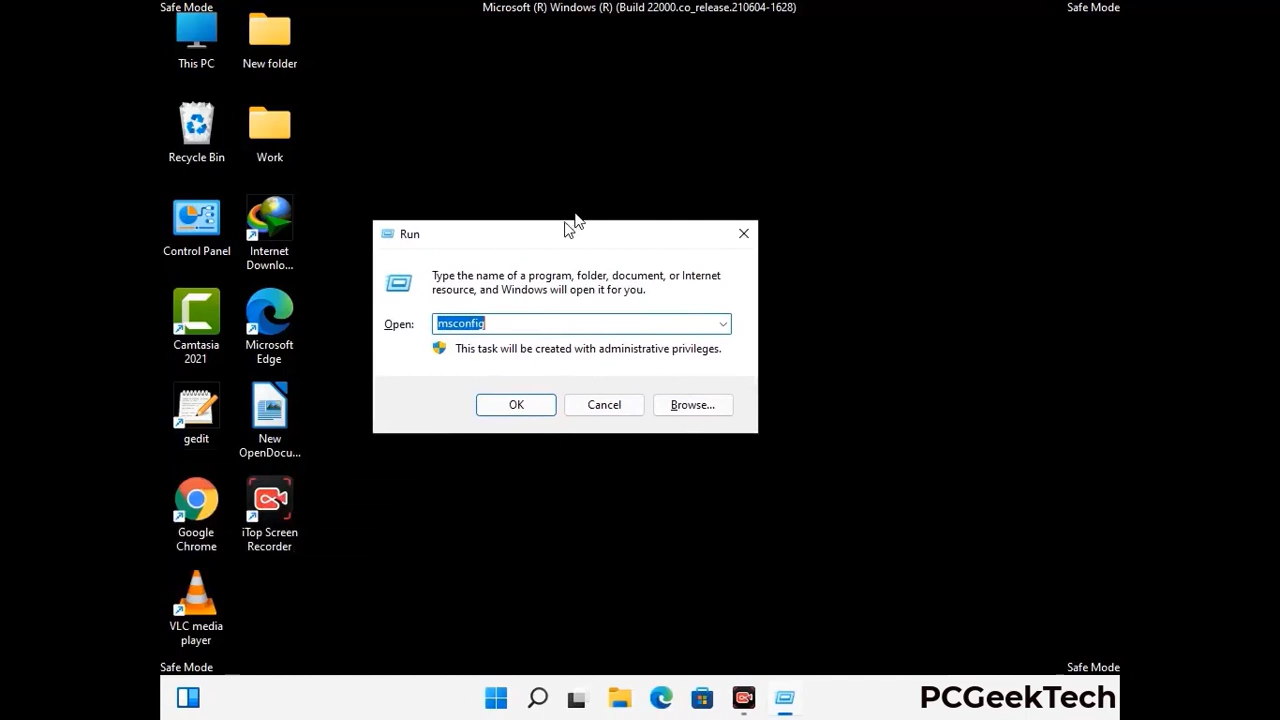 Safe Mode
Microsoft (R) Windows (R) (Build 22000.co_release.210604-1628)
Safe Mode
This PC
New folder
Recycle Bin
Work
Control Panel
Internet
Downlo...
Camtasia
2021
Microsoft
Edge
gedit
New
OpenDocu...
Google
Chrome
iTop Screen
Recorder
VLC media
player
Run
Type the name of a program, folder, document, or Internet
resource, and Windows will open it for you.
Open:
msconfig
This task will be created with administrative privileges.
OK
Cancel
Browse...
Safe Mode
Safe Mode
PCGeekTech